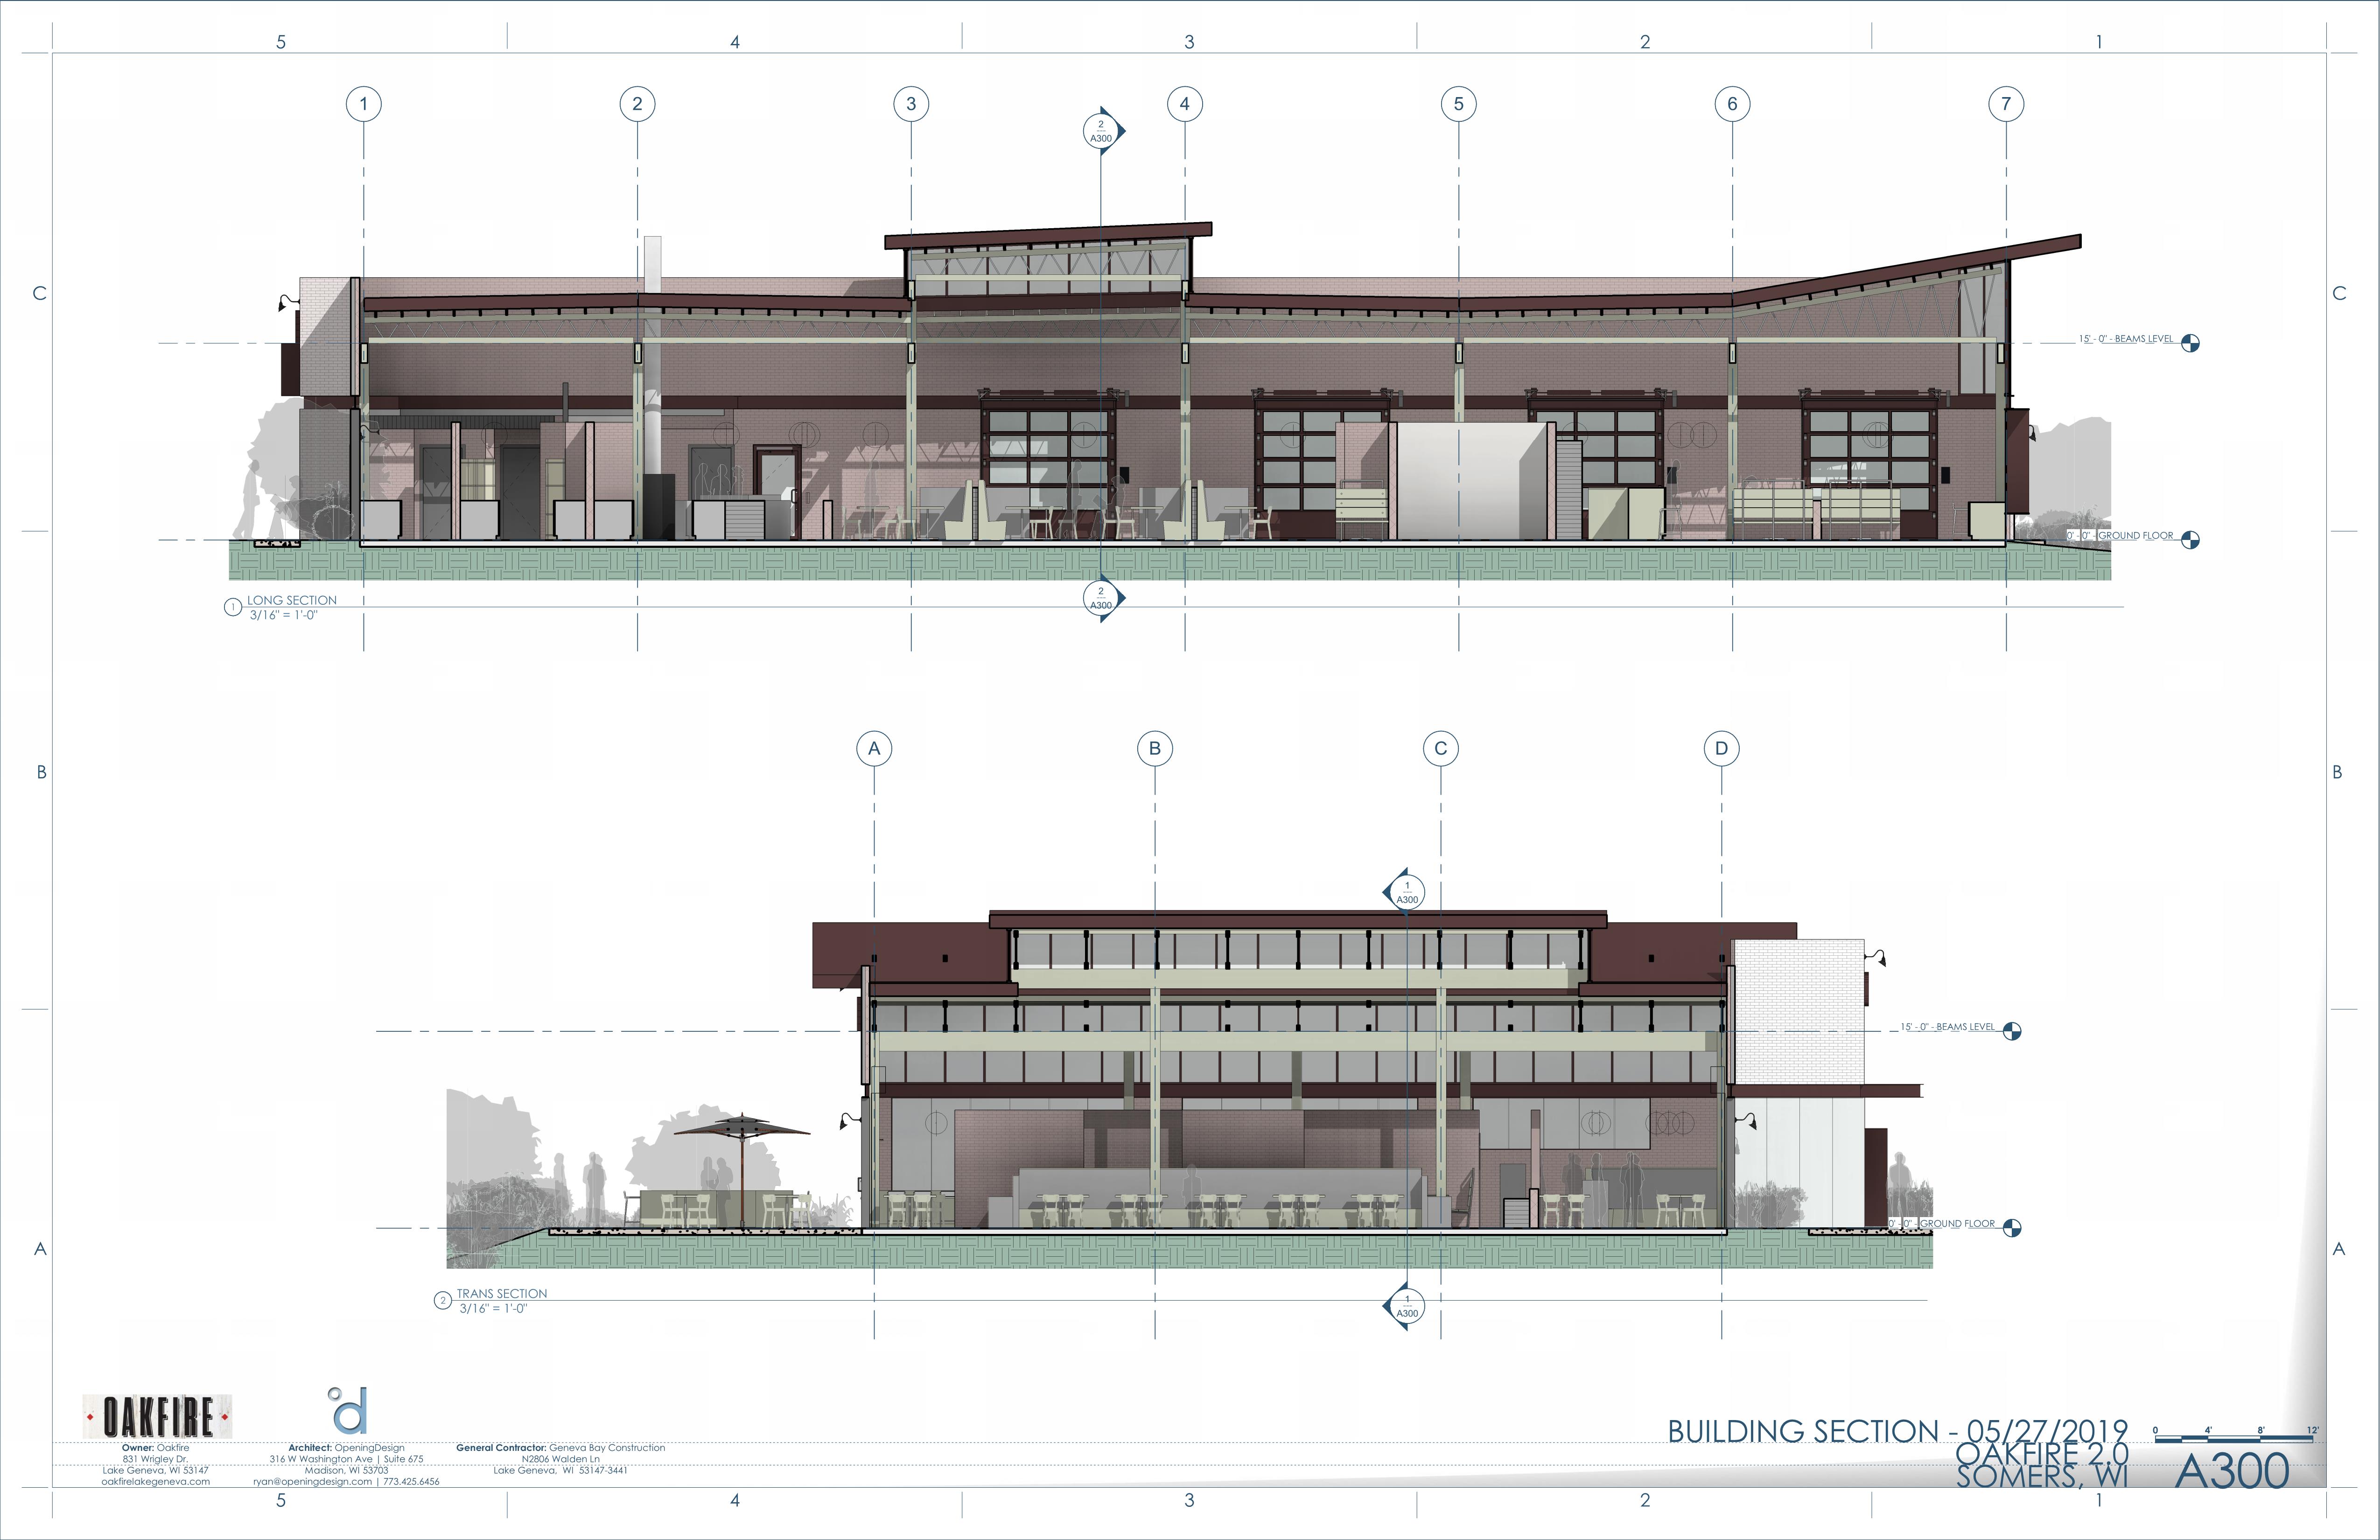 5 4 3 2 1
1 2 3 4 5 6 7
2
A300
C C
15' - 0" - BEAMS LEVEL
0' - 0" - GROUND FLOOR
2
A300
1 LONG SECTION
3/16" = 1'-0"
A B C D
B B
1
A300
15' - 0" - BEAMS LEVEL
0' - 0" - GROUND FLOOR
A A
2 TRANS SECTION
3/16" = 1'-0"
1
A300
OAKFIRE
Owner: Oakfire
831 Wrigley Dr.
Lake Geneva, WI 53147
oakfirelakegeneva.com
d
Architect: OpeningDesign
316 W Washington Ave | Suite 675
Madison, WI 53703
ryan@openingdesign.com | 773.425.6456
General Contractor: Geneva Bay Construction
N2806 Walden Ln
Lake Geneva, WI 53147-3441
BUILDING SECTION - 05/27/2019
OAKFIRE 2.0
SOMERS, WI
0 4' 8' 12'
A300
5 4 3 2 1